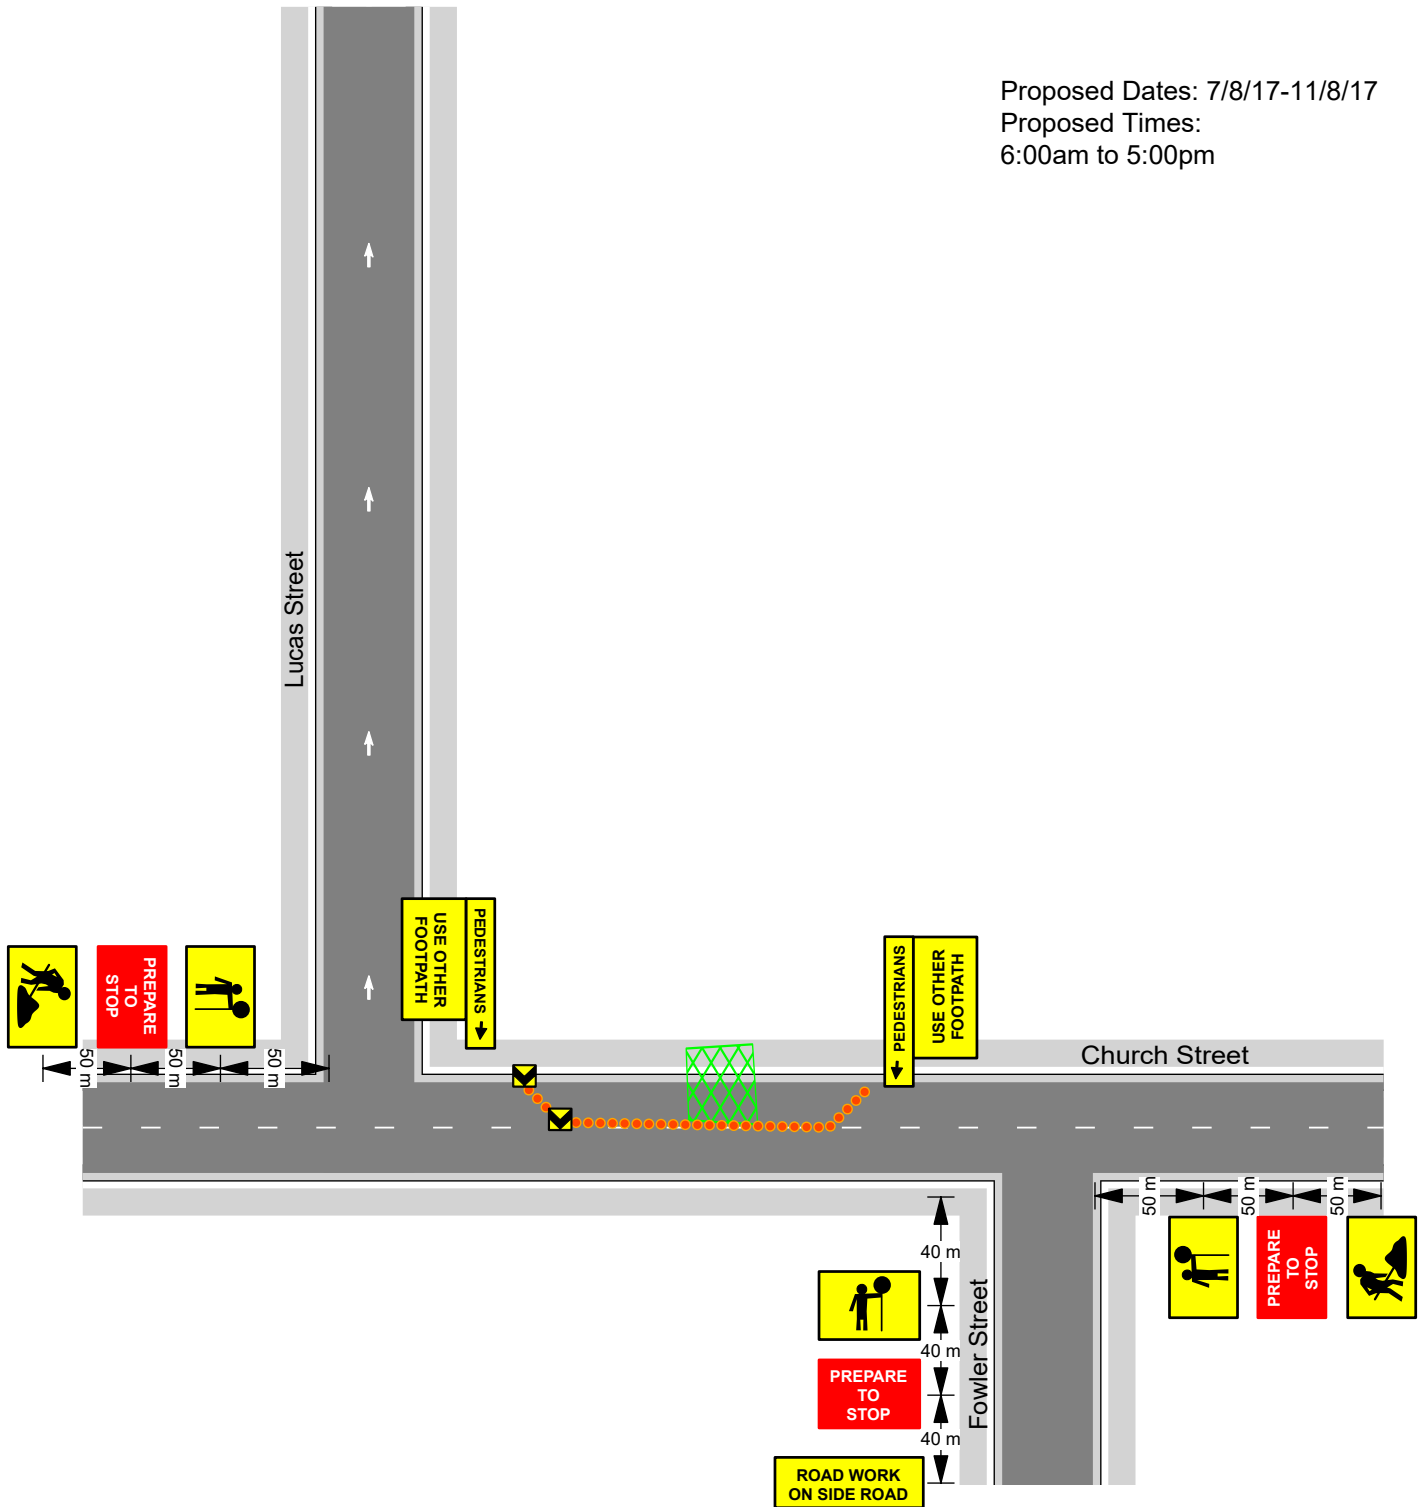 Proposed Dates: 7/8/17-11/8/17
Proposed Times:
6:00am to 5:00pm
Lucas Street
USE OTHER
FOOTPATH
PEDESTRIANS
PEDESTRIANS
USE OTHER
FOOTPATH
PREPARE
TO
STOP
50 m
50 m
50 m
Church Street
50 m
50 m
50 m
PREPARE
TO
STOP
40 m
40 m
40 m
Fowler Street
PREPARE
TO
STOP
ROAD WORK
ON SIDE ROAD